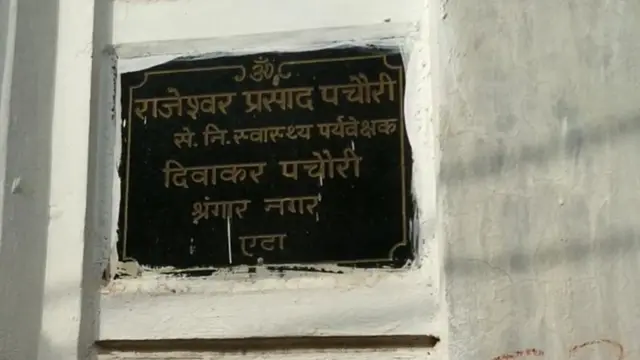 ॐ
राजेश्वर प्रसाद पचौरी
से. नि. स्वास्थ्य पर्यवेक्षक
दिवाकर पचौरी
श्रंगार नगर
एटा